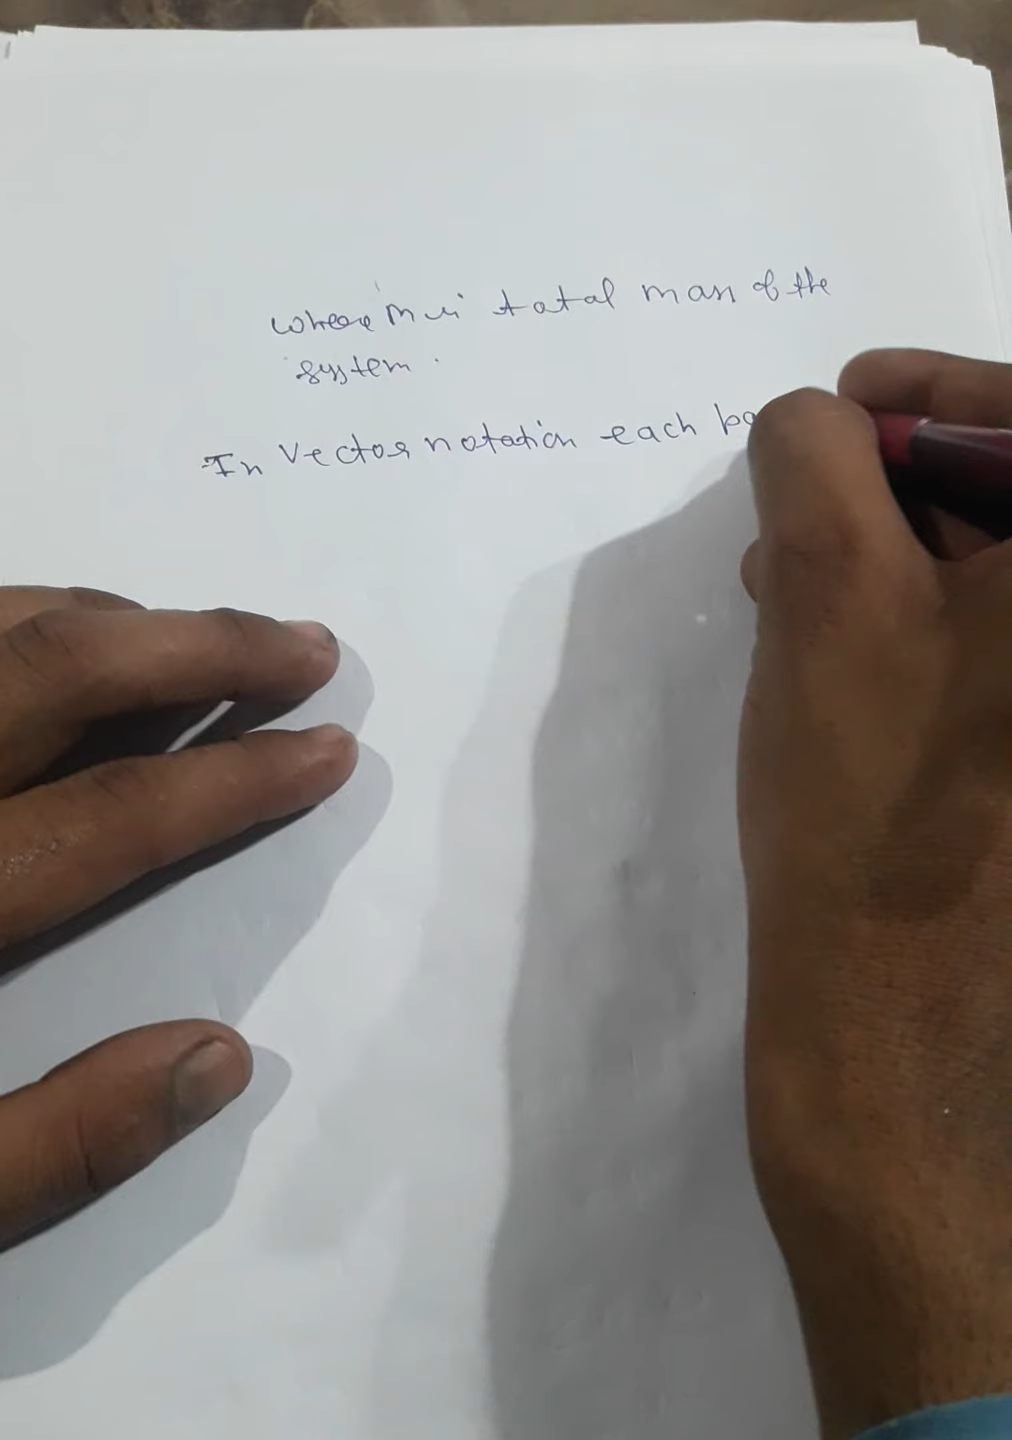 where M is total mass of the
system.
In vector notation each